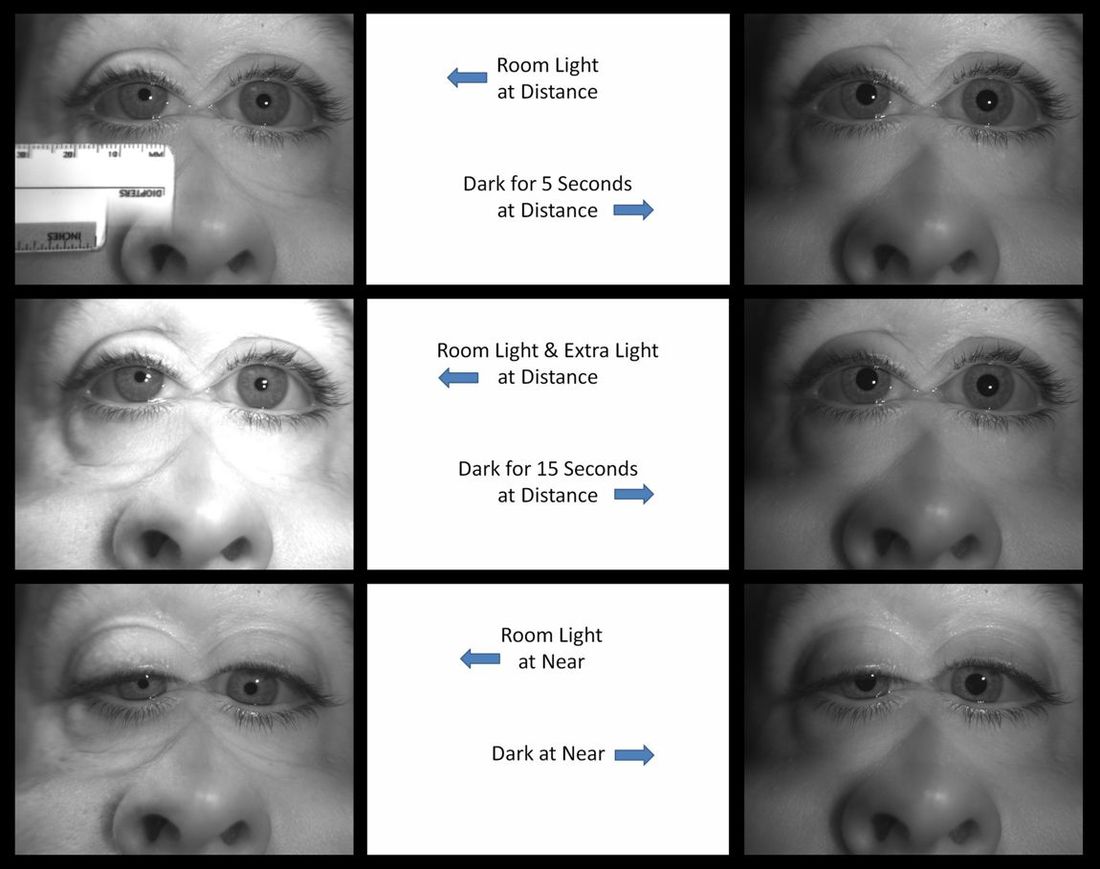 30 20 10 MM
DIOPTERS
INCHES
Room Light
at Distance
Dark for 5 Seconds
at Distance
Room Light & Extra Light
at Distance
Dark for 15 Seconds
at Distance
Room Light
at Near
Dark at Near